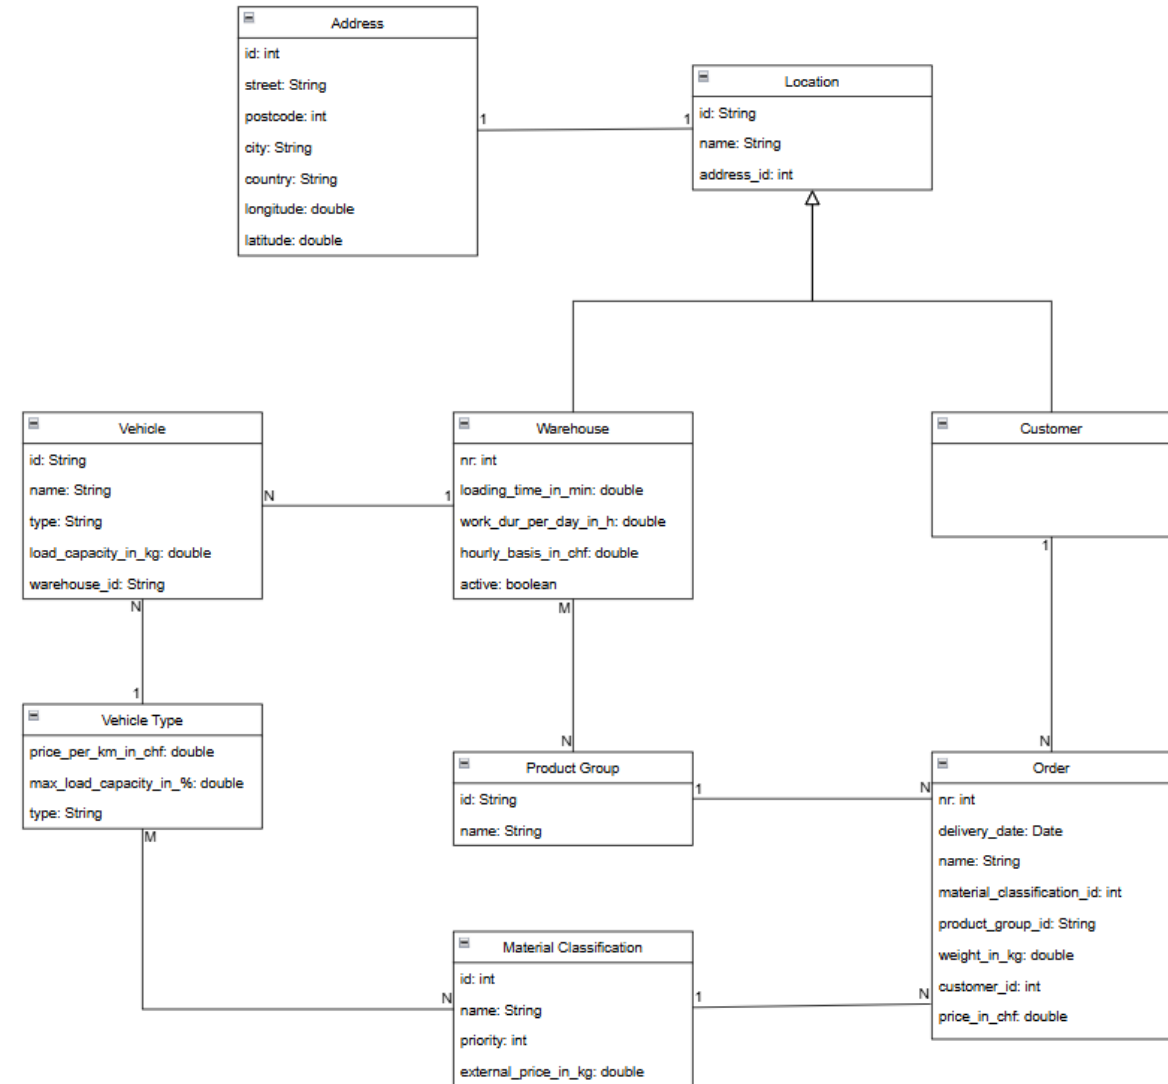 Address
id: int
street: String
postcode: int
city: String
country: String
longitude: double
latitude: double
1
1
Location
id: String
name: String
address_id: int
Vehicle
id: String
name: String
type: String
load_capacity_in_kg: double
warehouse_id: String
N
1
Warehouse
nr: int
loading_time_in_min: double
work_dur_per_day_in_h: double
hourly_basis_in_chf: double
active: boolean
Customer
N
1
M
N
1
N
Vehicle Type
price_per_km_in_chf: double
max_load_capacity_in_%: double
type: String
Product Group
id: String
name: String
1
N
Order
nr: int
delivery_date: Date
name: String
material_classification_id: int
product_group_id: String
weight_in_kg: double
customer_id: int
price_in_chf: double
M
N
Material Classification
id: int
name: String
priority: int
external_price_in_kg: double
1
N